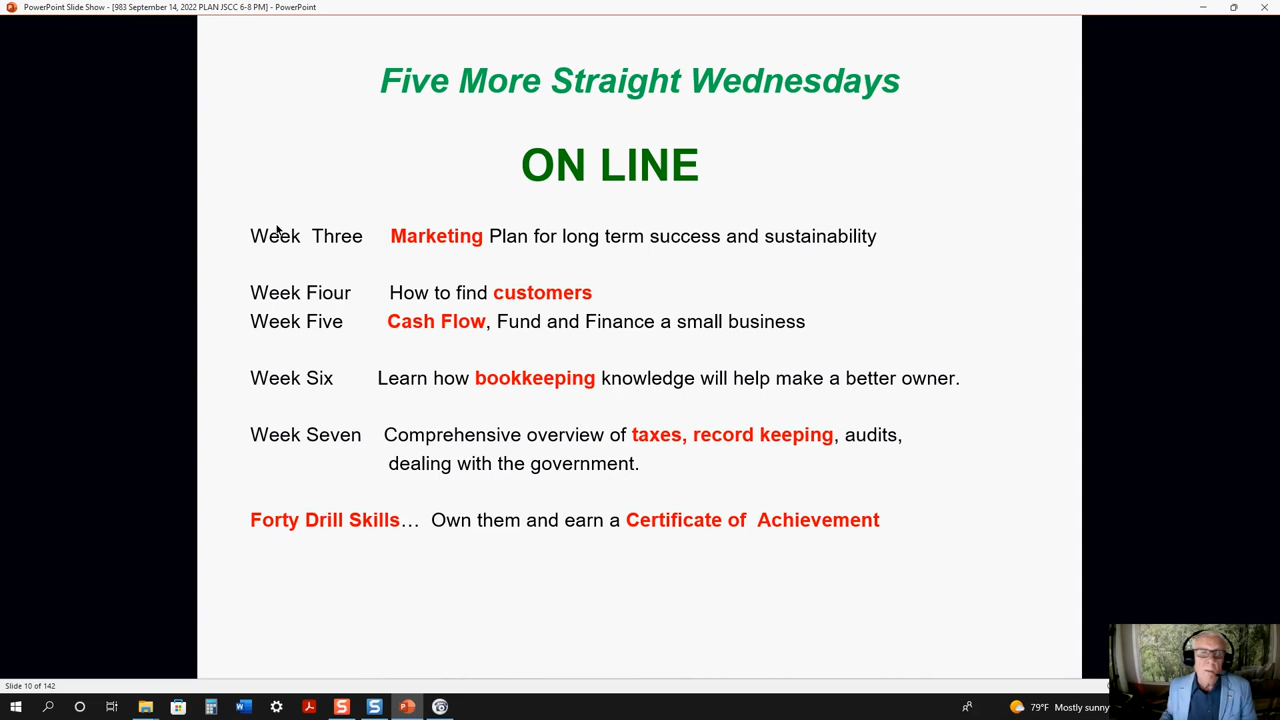 PowerPoint Slide Show - [983 September 14, 2022 PLAN JSCC 6-8 PM] - PowerPoint
Five More Straight Wednesdays
ON LINE
Week Three Marketing Plan for long term success and sustainability
Week Fiour How to find customers
Week Five Cash Flow, Fund and Finance a small business
Week Six Learn how bookkeeping knowledge will help make a better owner.
Week Seven Comprehensive overview of taxes, record keeping, audits,
dealing with the government.
Forty Drill Skills… Own them and earn a Certificate of Achievement
Slide 10 of 142
79°F Mostly sunny